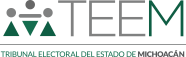 TEEM
TRIBUNAL ELECTORAL DEL ESTADO DE MICHOACÁN